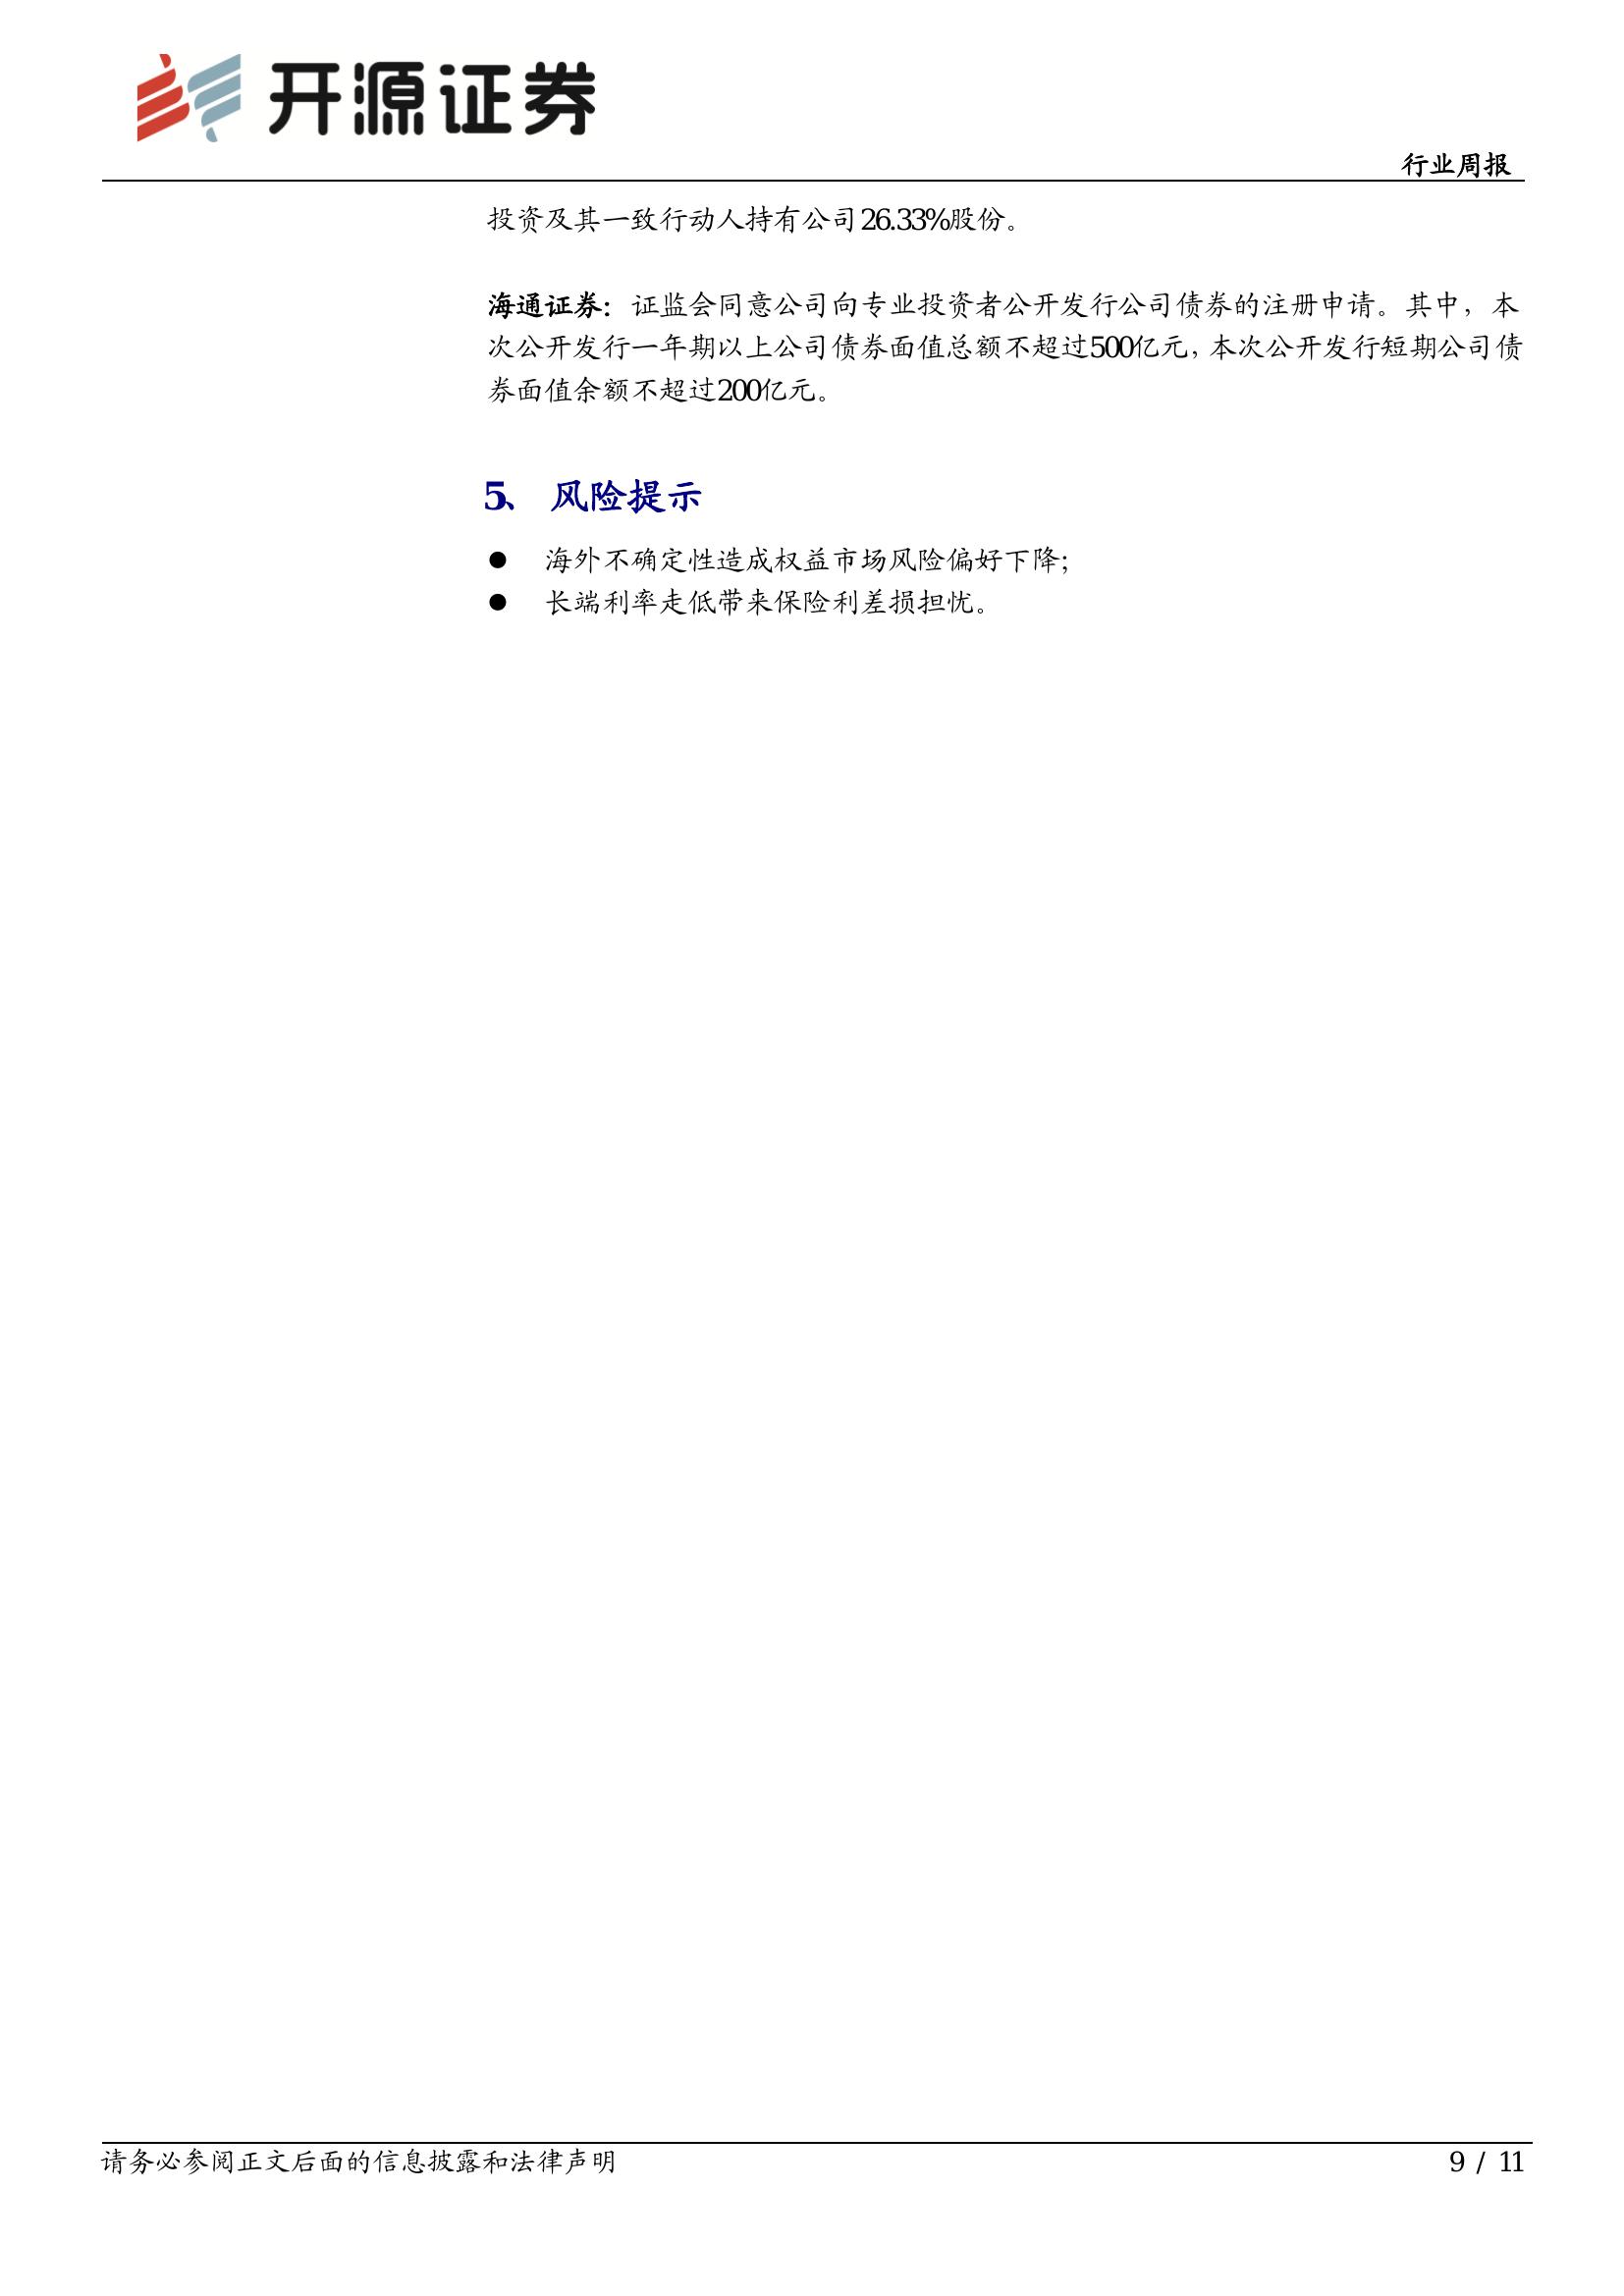 开源证券
行业周报
投资及其一致行动人持有公司26.33%股份。
海通证券：证监会同意公司向专业投资者公开发行公司债券的注册申请。其中，本
次公开发行一年期以上公司债券面值总额不超过500亿元，本次公开发行短期公司债
券面值余额不超过200亿元。
5、 风险提示
● 海外不确定性造成权益市场风险偏好下降；
● 长端利率走低带来保险利差损担忧。
请务必参阅正文后面的信息披露和法律声明
9 / 11